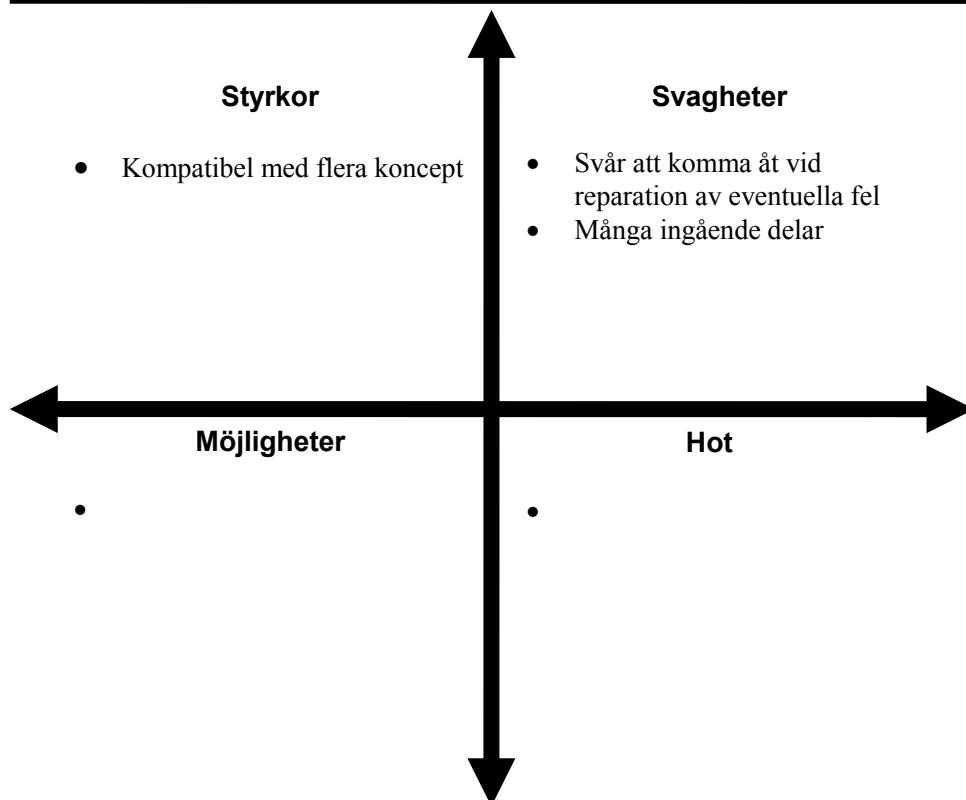 Styrkor
• Kompatibel med flera koncept
Svagheter
• Svår att komma åt vid
reparation av eventuella fel
• Många ingående delar
Möjligheter
•
Hot
•